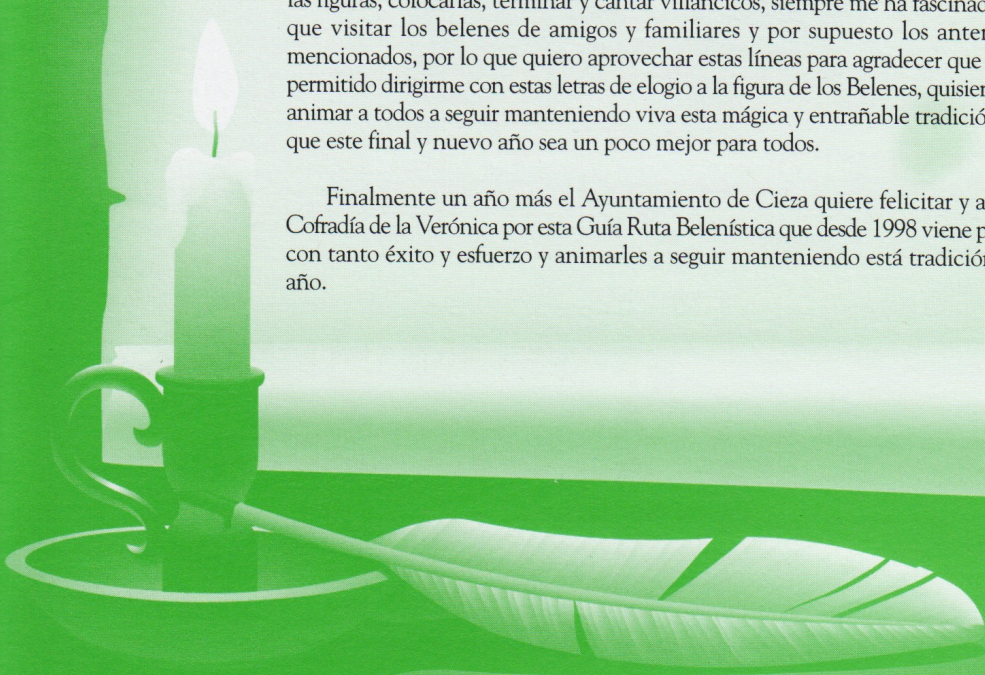 las figuras, colocarlas, terminar y cantar villancicos, siempre me ha fascinad
que visitar los belenes de amigos y familiares y por supuesto los anter
mencionados, por lo que quiero aprovechar estas líneas para agradecer que
permitido dirigirme con estas letras de elogio a la figura de los Belenes, quisier
animar a todos a seguir manteniendo viva esta mágica y entrañable tradició
que este final y nuevo año sea un poco mejor para todos.
Finalmente un año más el Ayuntamiento de Cieza quiere felicitar y a
Cofradía de la Verónica por esta Guía Ruta Belenística que desde 1998 viene p
con tanto éxito y esfuerzo y animarles a seguir manteniendo está tradició
año.